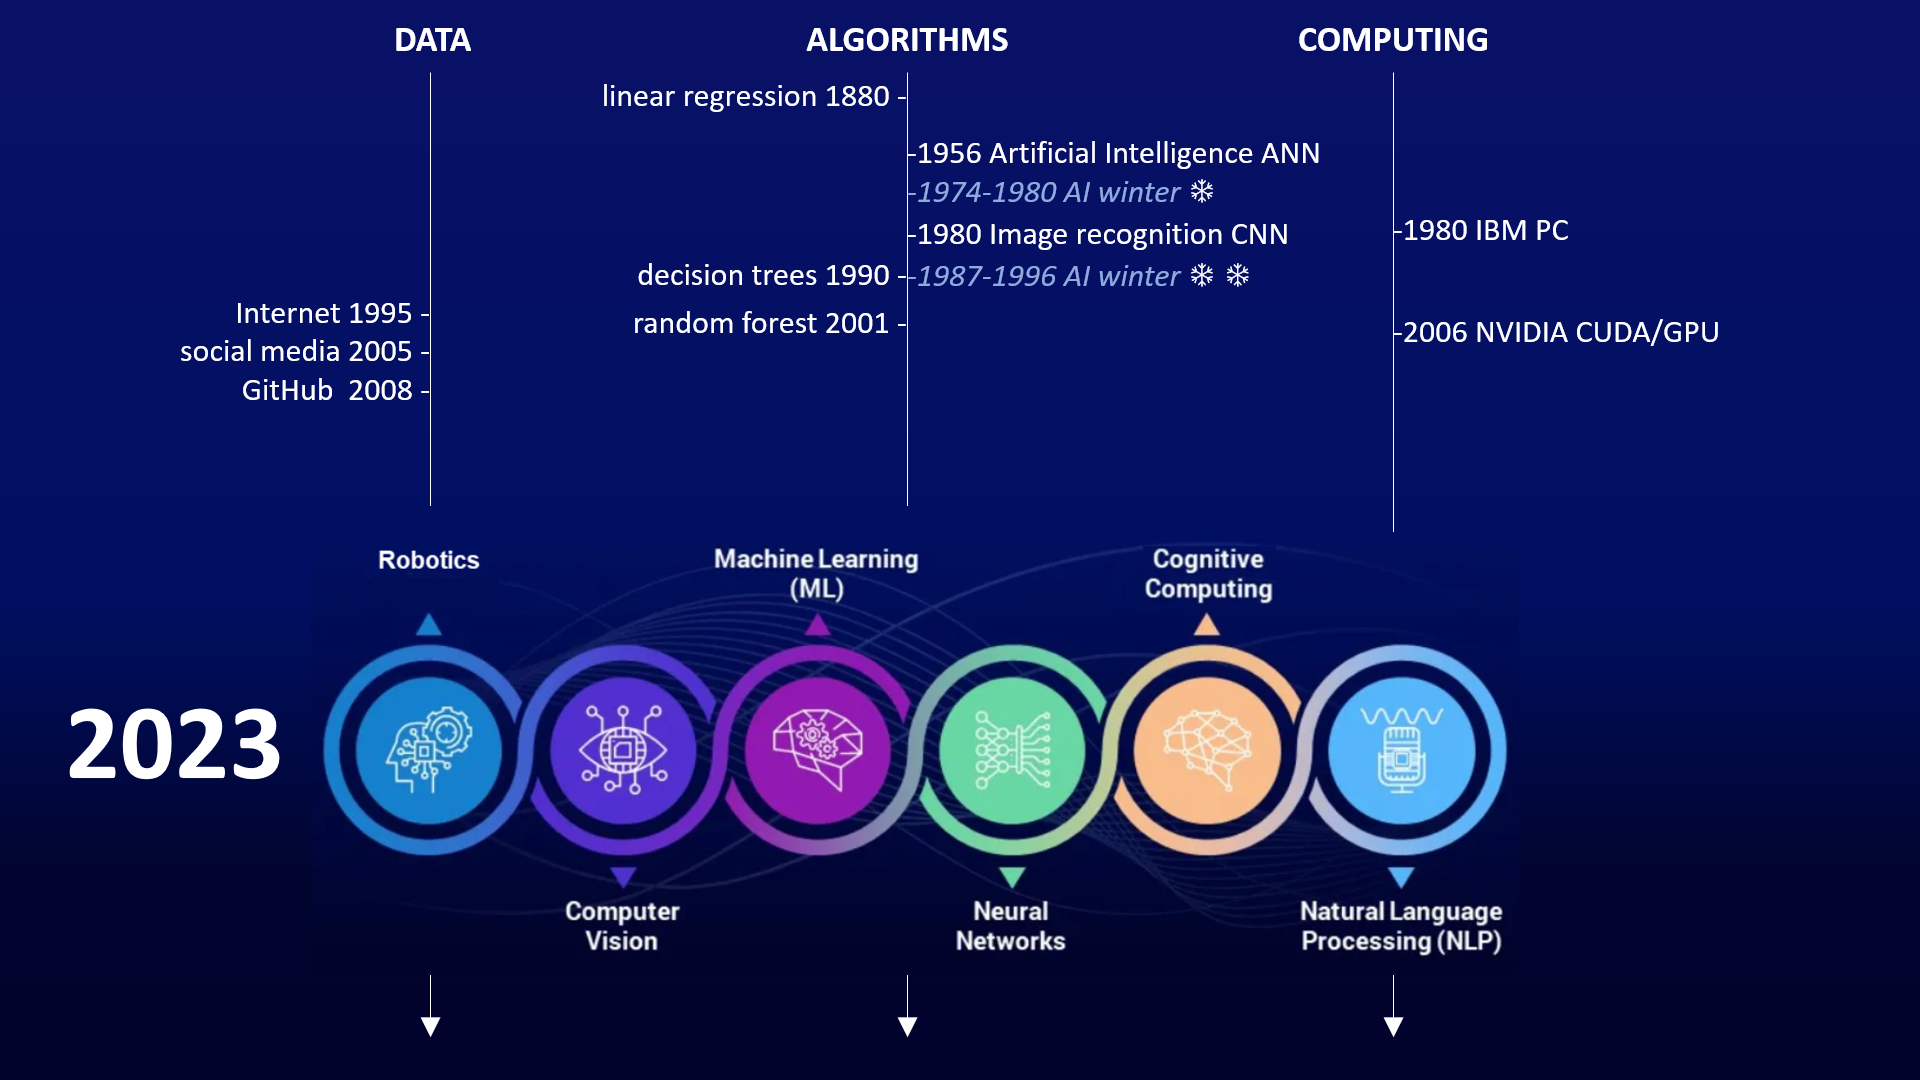 DATA
ALGORITHMS
COMPUTING
linear regression 1880 -
-1956 Artificial Intelligence ANN
-1974-1980 AI winter ❄
-1980 Image recognition CNN
-1980 IBM PC
decision trees 1990 -
-1987-1996 AI winter ❄ ❄
Internet 1995 -
random forest 2001 -
-2006 NVIDIA CUDA/GPU
social media 2005 -
GitHub  2008 -
Robotics
Machine Learning
(ML)
Cognitive
Computing
2023
Computer
Vision
Neural
Networks
Natural Language
Processing (NLP)